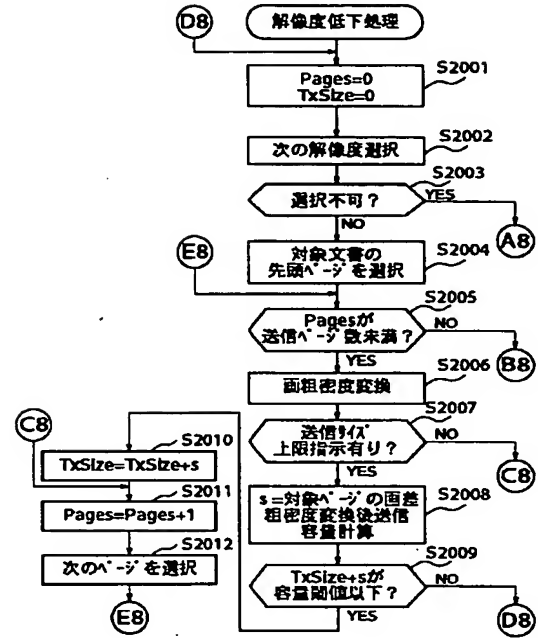 D8
解像度低下処理
S2001
Pages=0
TxSize=0
S2002
次の解像度選択
S2003
選択不可？
YES
A8
NO
E8
S2004
対象文書の
先頭ページを選択
S2005
Pagesが
送信ページ数未満？
NO
B8
YES
S2006
画粗密度変換
S2007
送信サイズ
上限指示有り？
NO
C8
YES
S2008
s=対象ページの画差
粗密度変換後送信
容量計算
S2009
TxSize+sが
容量閾値以下？
NO
D8
YES
C8
S2010
TxSize=TxSize+s
S2011
Pages=Pages+1
S2012
次のページを選択
E8